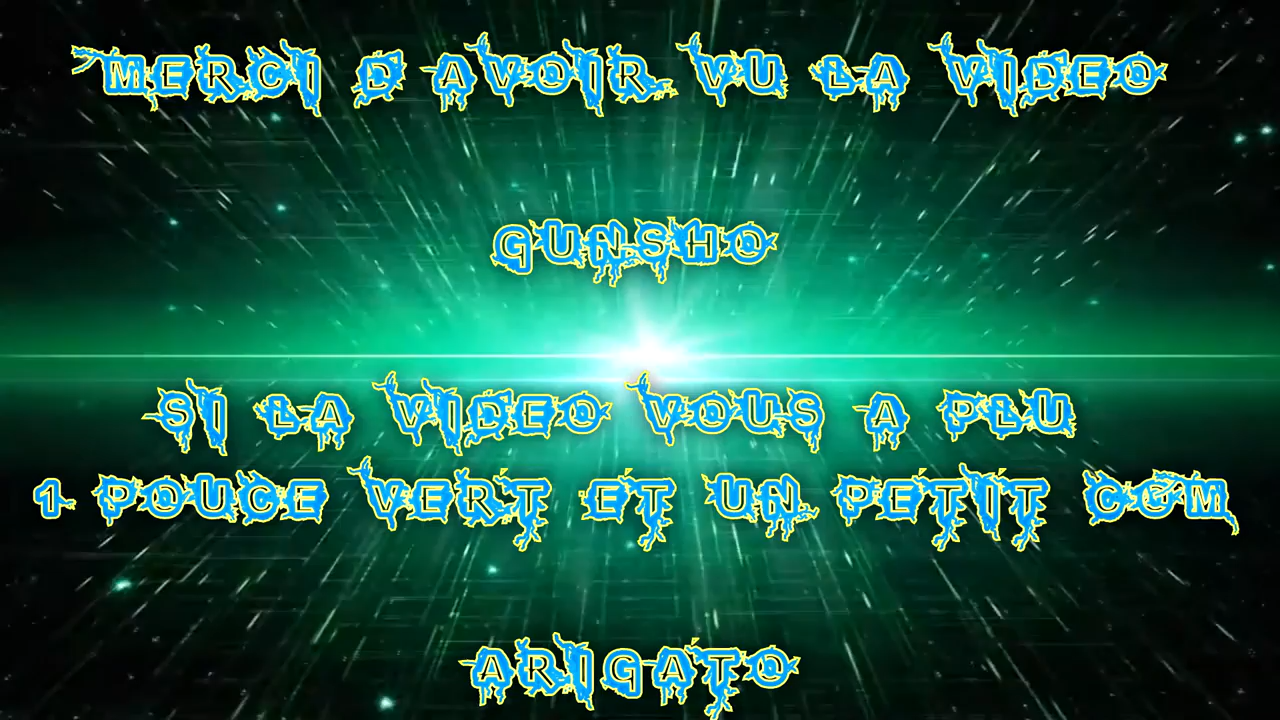 MERCI D AVOIR VU LA VIDEO
GUNSHO
SI LA VIDEO VOUS A PLU
1 POUCE VERT ET UN PETIT COM
ARIGATO